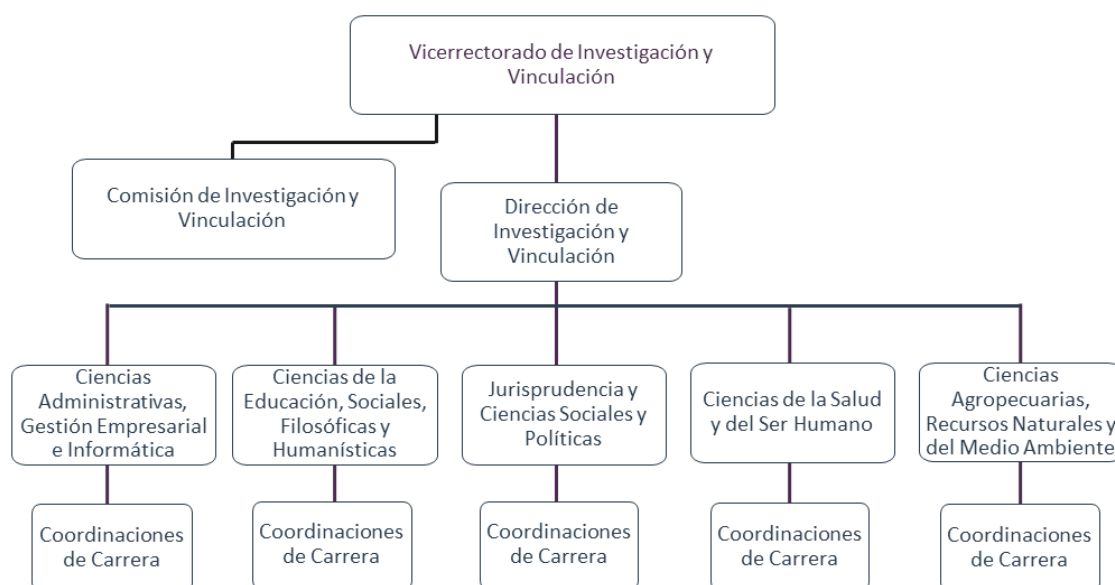 Vicerrectorado de Investigación y
Vinculación
Comisión de Investigación y
Vinculación
Dirección de
Investigación y
Vinculación
Ciencias
Administrativas,
Gestión Empresarial
e Informática
Ciencias de la
Educación, Sociales,
Filosóficas y
Humanísticas
Jurisprudencia y
Ciencias Sociales y
Políticas
Ciencias de la Salud
y del Ser Humano
Ciencias
Agropecuarias,
Recursos Naturales y
del Medio Ambiente
Coordinaciones
de Carrera
Coordinaciones
de Carrera
Coordinaciones
de Carrera
Coordinaciones
de Carrera
Coordinaciones
de Carrera